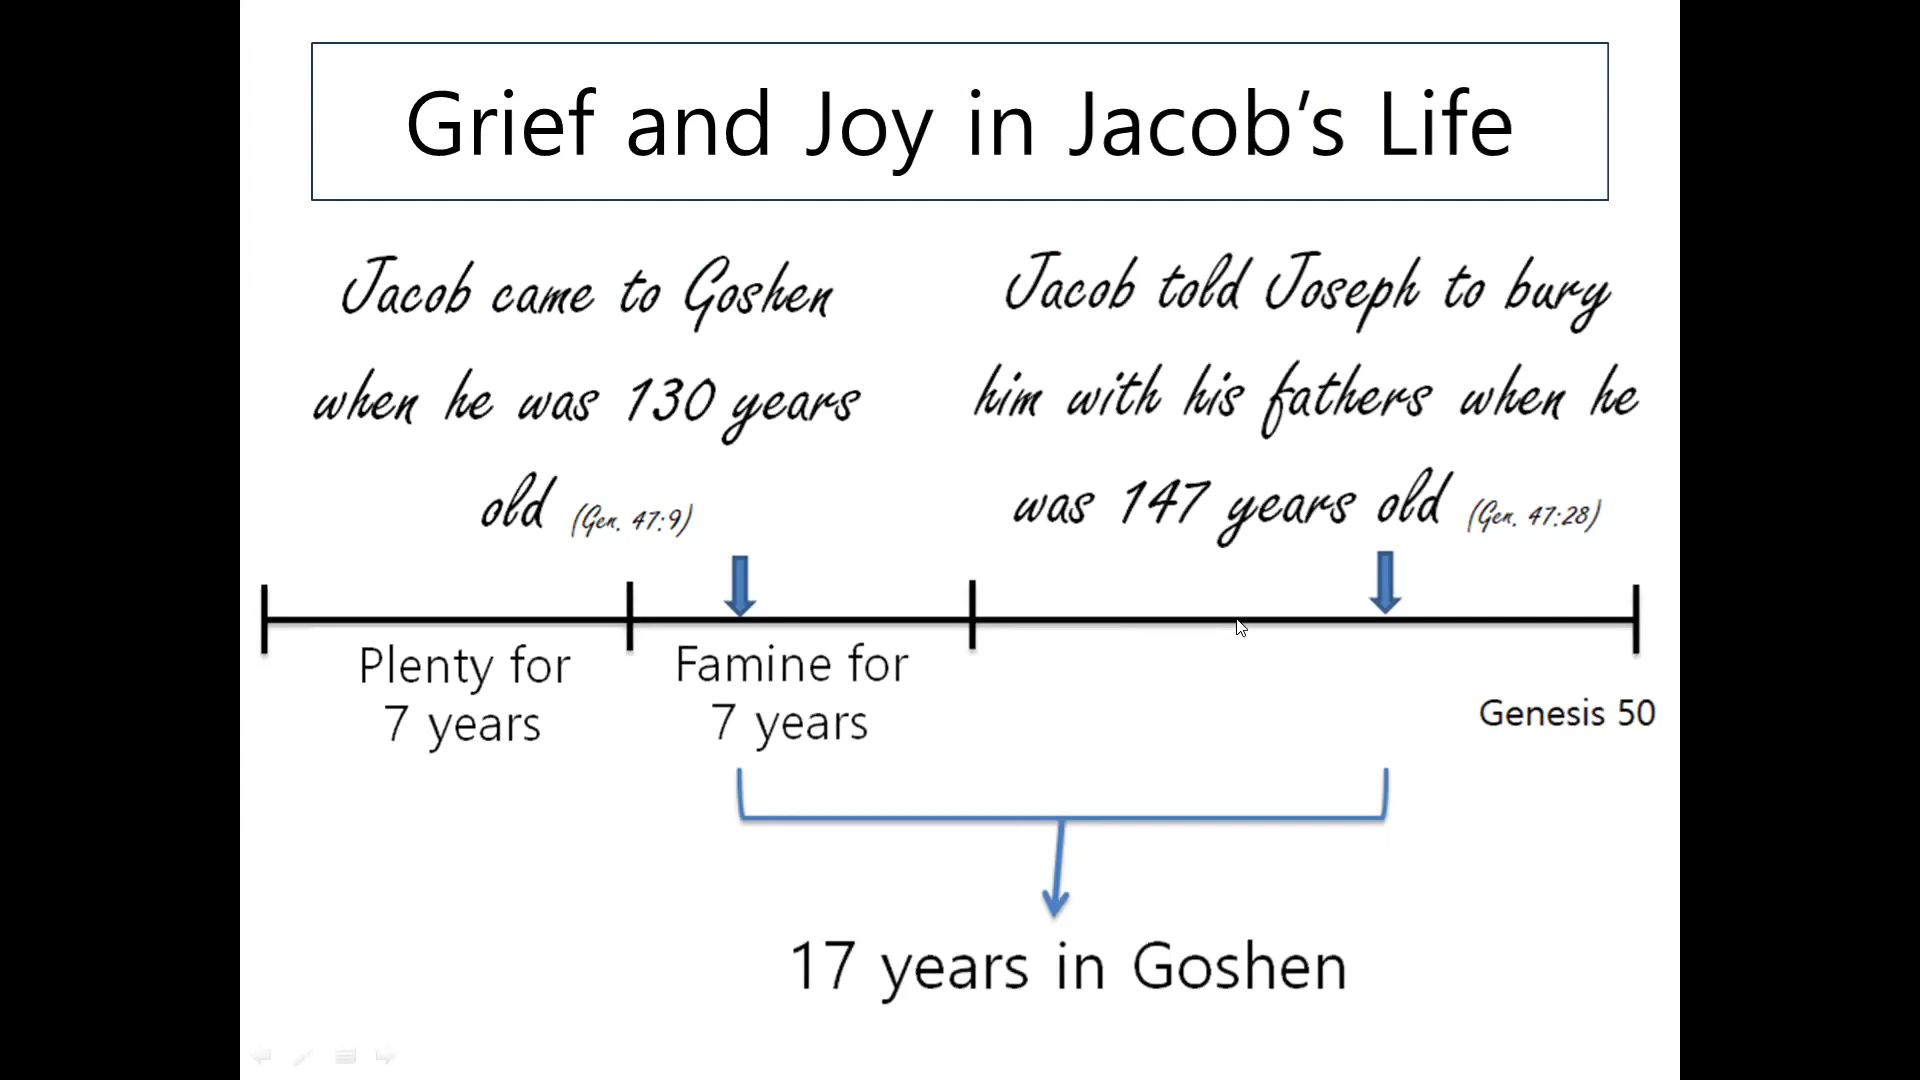 Grief and Joy in Jacob’s Life
Jacob came to Goshen
when he was 130 years
old (Gen. 47:9)
Jacob told Joseph to bury
him with his fathers when he
was 147 years old (Gen. 47:28)
Plenty for
7 years
Famine for
7 years
Genesis 50
17 years in Goshen